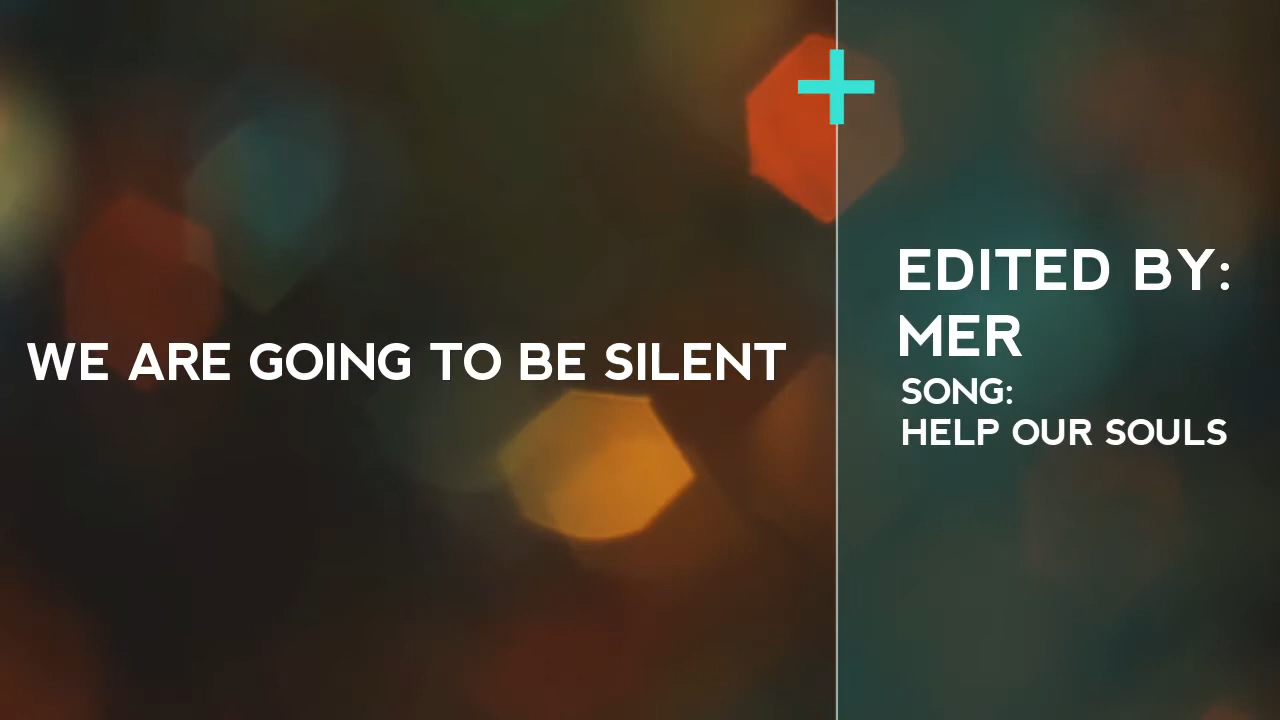 WE ARE GOING TO BE SILENT
EDITED BY:
MER
SONG:
HELP OUR SOULS